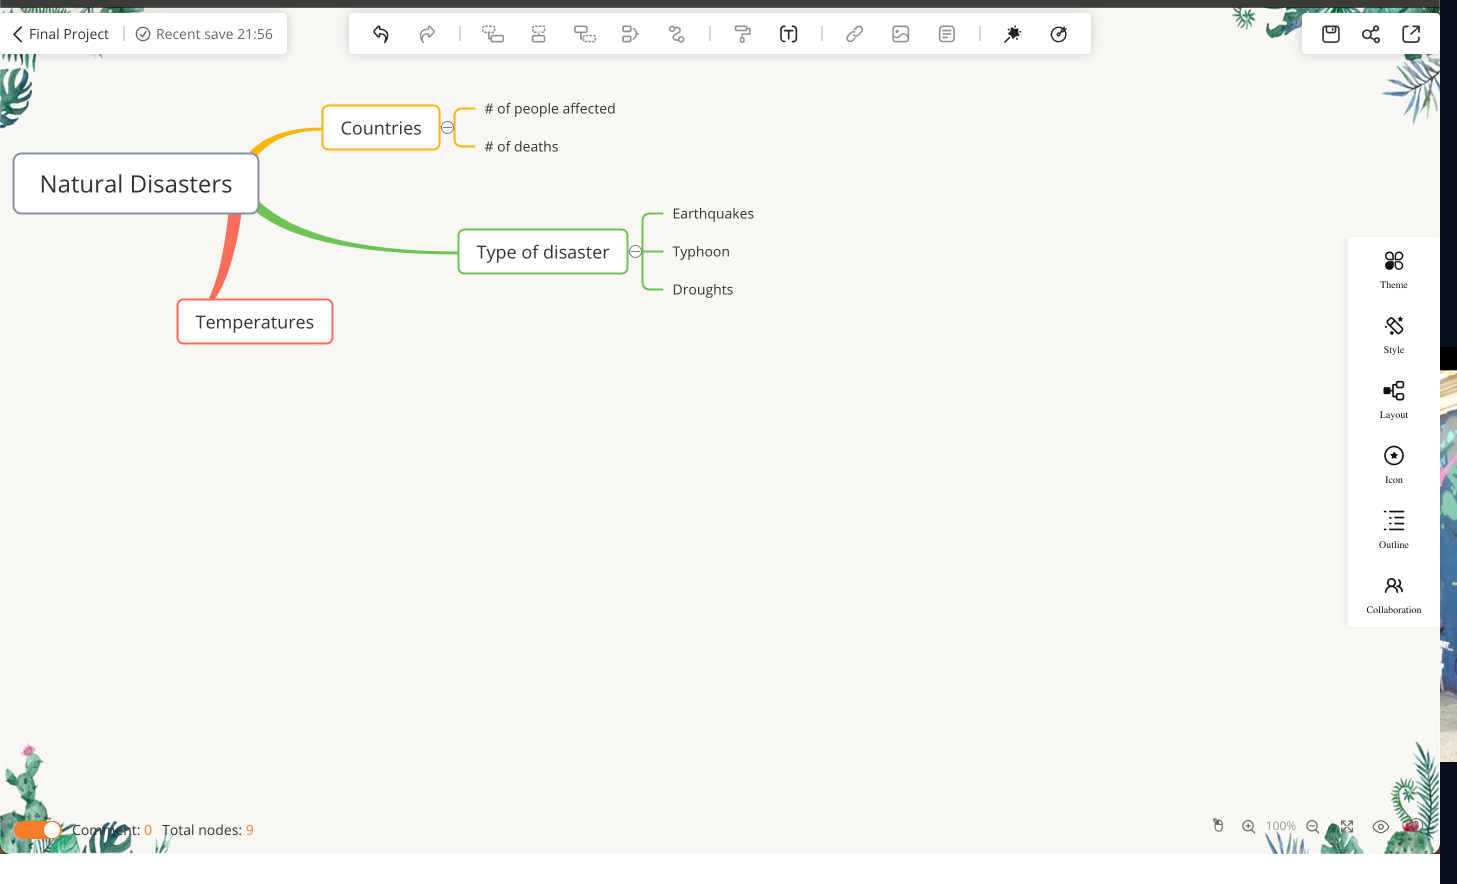 Final Project
Recent save 21:56
Countries
# of people affected
# of deaths
Natural Disasters
Type of disaster
Earthquakes
Typhoon
Droughts
Temperatures
Theme
Style
Layout
Icon
Outline
Collaboration
Comment: 0 Total nodes: 9
100%